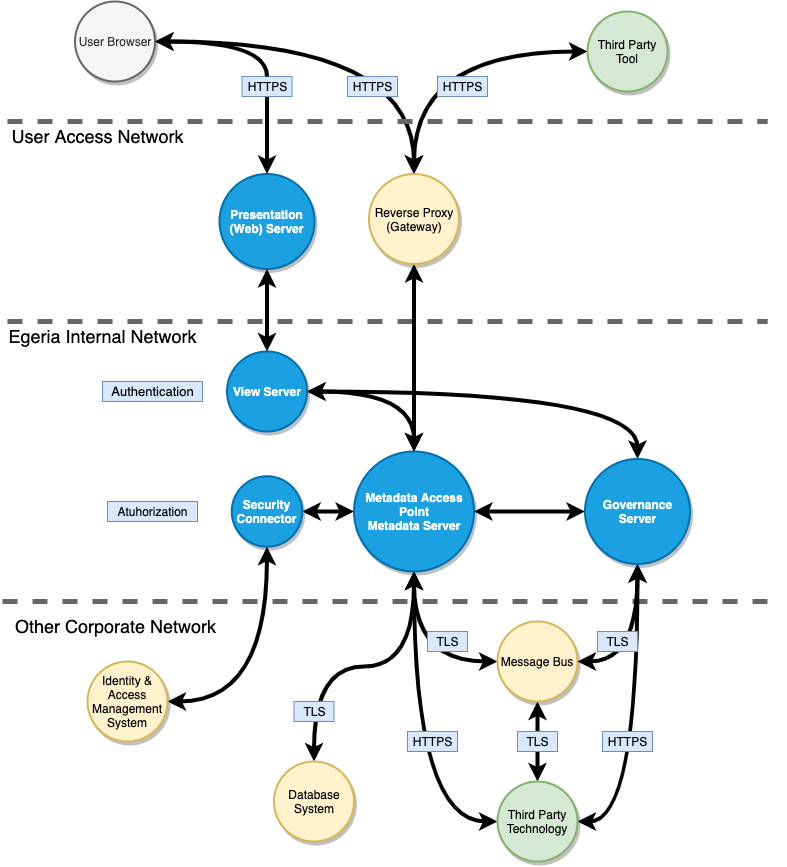 User Browser
Third Party
Tool
HTTPS
HTTPS
HTTPS
User Access Network
Presentation
(Web) Server
Reverse Proxy
(Gateway)
Egeria Internal Network
Authentication
View Server
Atuhorization
Security
Connector
Metadata Access
Point
Metadata Server
Governance
Server
Other Corporate Network
TLS
TLS
Message Bus
Identity &
Access
Management
System
TLS
HTTPS
TLS
HTTPS
Database
System
Third Party
Technology